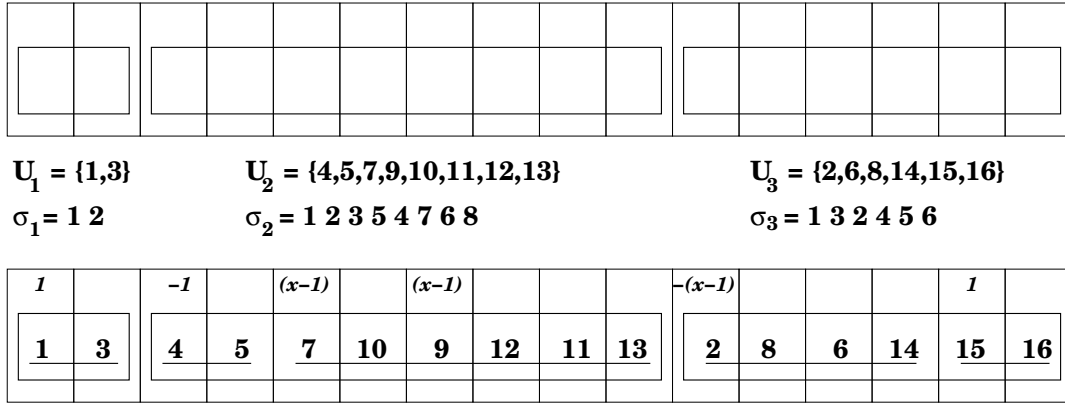 U1 = {1,3} U2 = {4,5,7,9,10,11,12,13} U3 = {2,6,8,14,15,16}
σ1 = 1 2 σ2 = 1 2 3 5 4 7 6 8 σ3 = 1 3 2 4 5 6
1 −1 (x−1) (x−1) −(x−1) 1
1 3 4 5 7 10 9 12 11 13 2 8 6 14 15 16